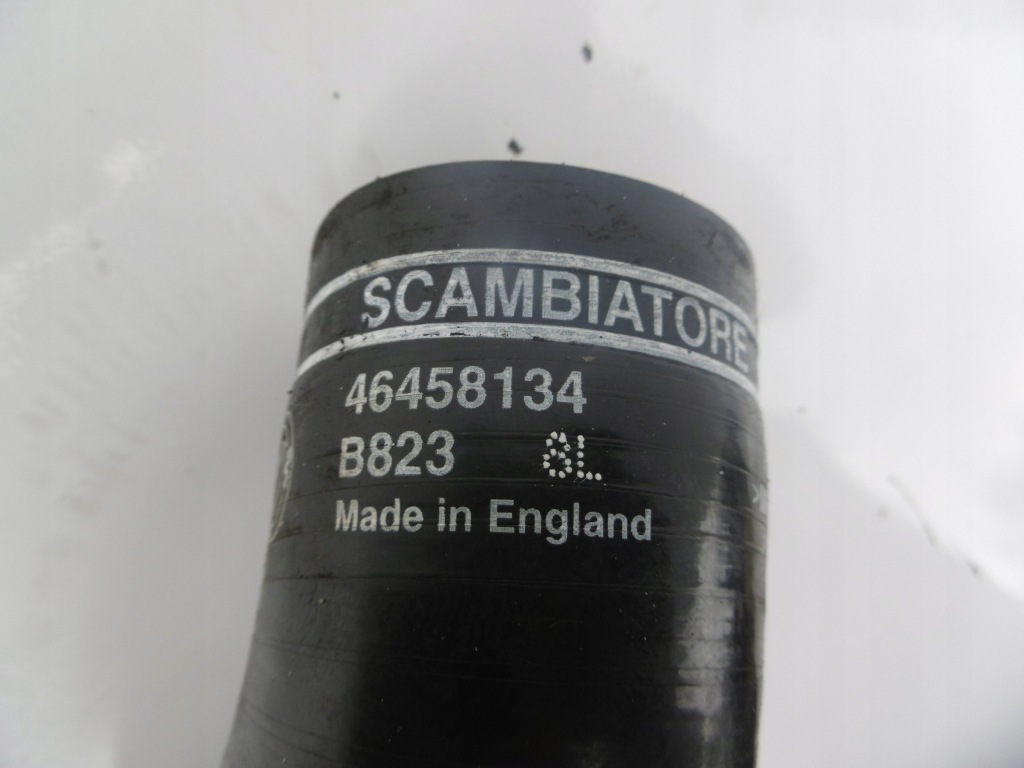 SCAMBIATORE
46458134
B823 8L
Made in England